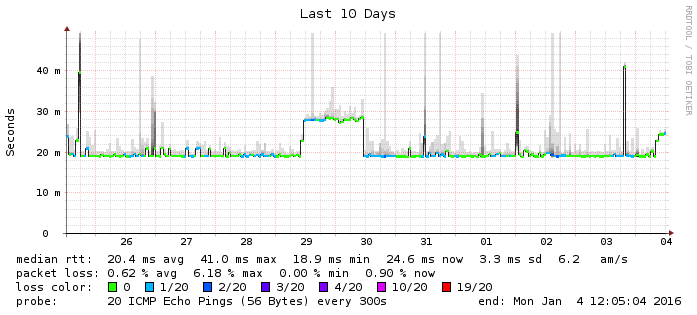 Last 10 Days
RRDTOOL / TOBI OETIKER
Seconds
40 m
30 m
20 m
10 m
0
26 27 28 29 30 31 01 02 03 04
median rtt: 20.4 ms avg 41.0 ms max 18.9 ms min 24.6 ms now 3.3 ms sd 6.2 am/s
packet loss: 0.62 % avg 6.18 % max 0.00 % min 0.90 % now
loss color: 0 1/20 2/20 3/20 4/20 10/20 19/20
probe: 20 ICMP Echo Pings (56 Bytes) every 300s end: Mon Jan 4 12:05:04 2016